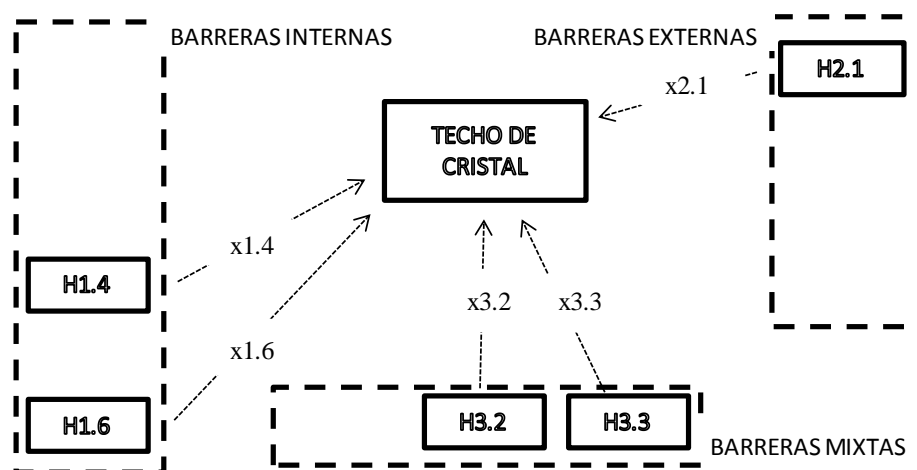 BARRERAS INTERNAS
BARRERAS EXTERNAS
H2.1
x2.1
TECHO DE
CRISTAL
x1.4
H1.4
x3.2
x3.3
x1.6
H1.6
H3.2
H3.3
BARRERAS MIXTAS